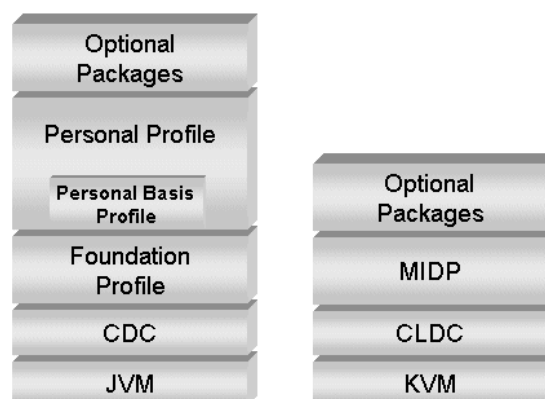 Optional
Packages
Personal Profile
Personal Basis
Profile
Foundation
Profile
CDC
JVM
Optional
Packages
MIDP
CLDC
KVM